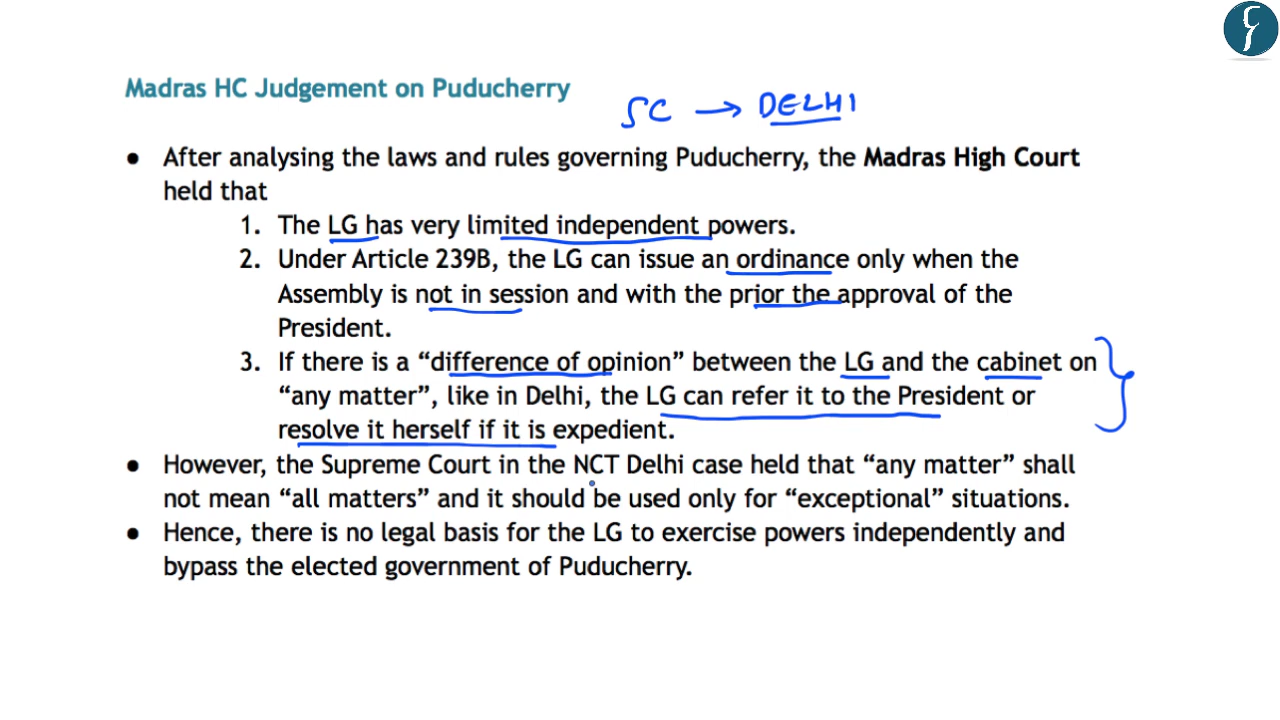 Madras HC Judgement on Puducherry
SC → DELHI
● After analysing the laws and rules governing Puducherry, the Madras High Court
held that
1. The LG has very limited independent powers.
2. Under Article 239B, the LG can issue an ordinance only when the
Assembly is not in session and with the prior the approval of the
President.
3. If there is a “difference of opinion” between the LG and the cabinet on
“any matter”, like in Delhi, the LG can refer it to the President or
resolve it herself if it is expedient.
● However, the Supreme Court in the NCT Delhi case held that “any matter” shall
not mean “all matters” and it should be used only for “exceptional” situations.
● Hence, there is no legal basis for the LG to exercise powers independently and
bypass the elected government of Puducherry.